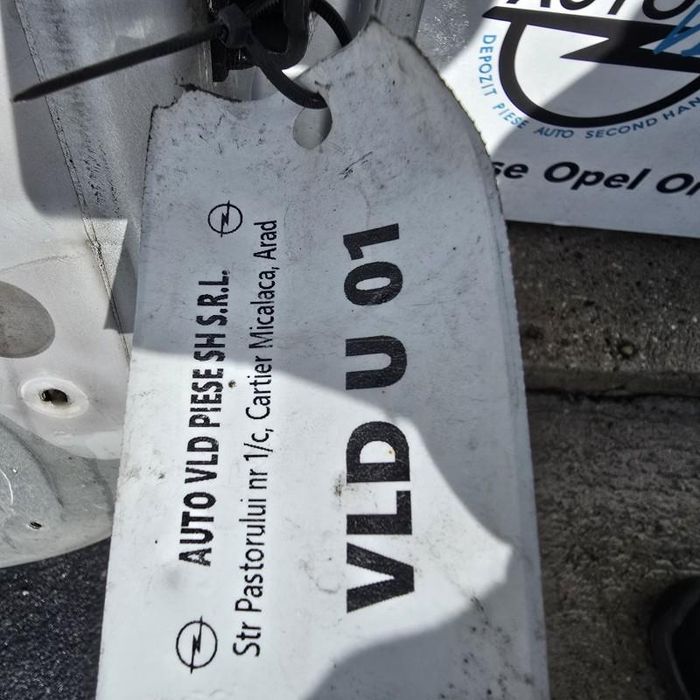 AUTO VLD PIESE SH S.R.L.
Str Pastorului nr 1/c, Cartier Micalaca, Arad
VLD U 01
DEPOZIT PIESE AUTO SECOND HAN
se Opel